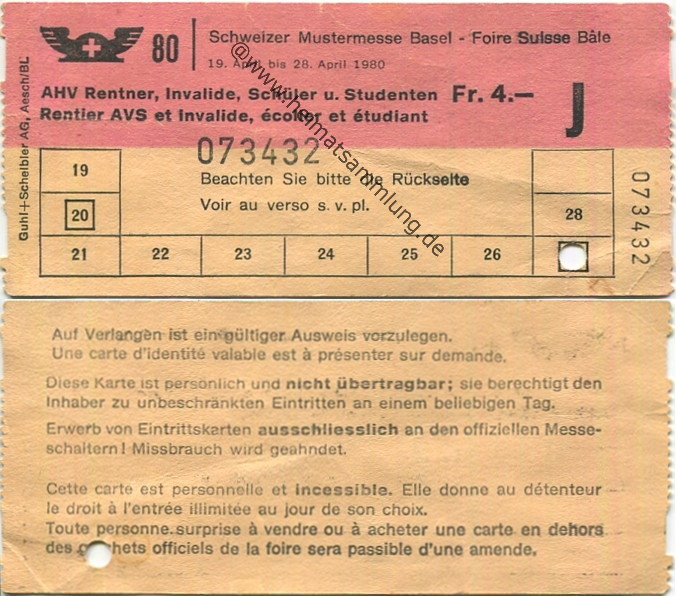 80
Schweizer Mustermesse Basel - Foire Suisse Bâle
19. April bis 28. April 1980
AHV Rentner, Invalide, Schüler u. Studenten Fr. 4.—
Rentier AVS et Invalide, écolier et étudiant
J
Guhl+Scheibler AG, Aesch/BL
073432
Beachten Sie bitte die Rückseite
Voir au verso s. v. pl.
19
20
28
21 22 23 24 25 26
073432
@www.heimatsammlung.de
Auf Verlangen ist ein gültiger Ausweis vorzulegen.
Une carte d'identité valable est à présenter sur demande.
Diese Karte ist persönlich und nicht übertragbar; sie berechtigt den
Inhaber zu unbeschränkten Eintritten an einem beliebigen Tag.
Erwerb von Eintrittskarten ausschliesslich an den offiziellen Messe-
schaltern! Missbrauch wird geahndet.
Cette carte est personnelle et incessible. Elle donne au détenteur
le droit à l'entrée illimitée au jour de son choix.
Toute personne surprise à vendre ou à acheter une carte en dehors
des guichets officiels de la foire sera passible d'une amende.